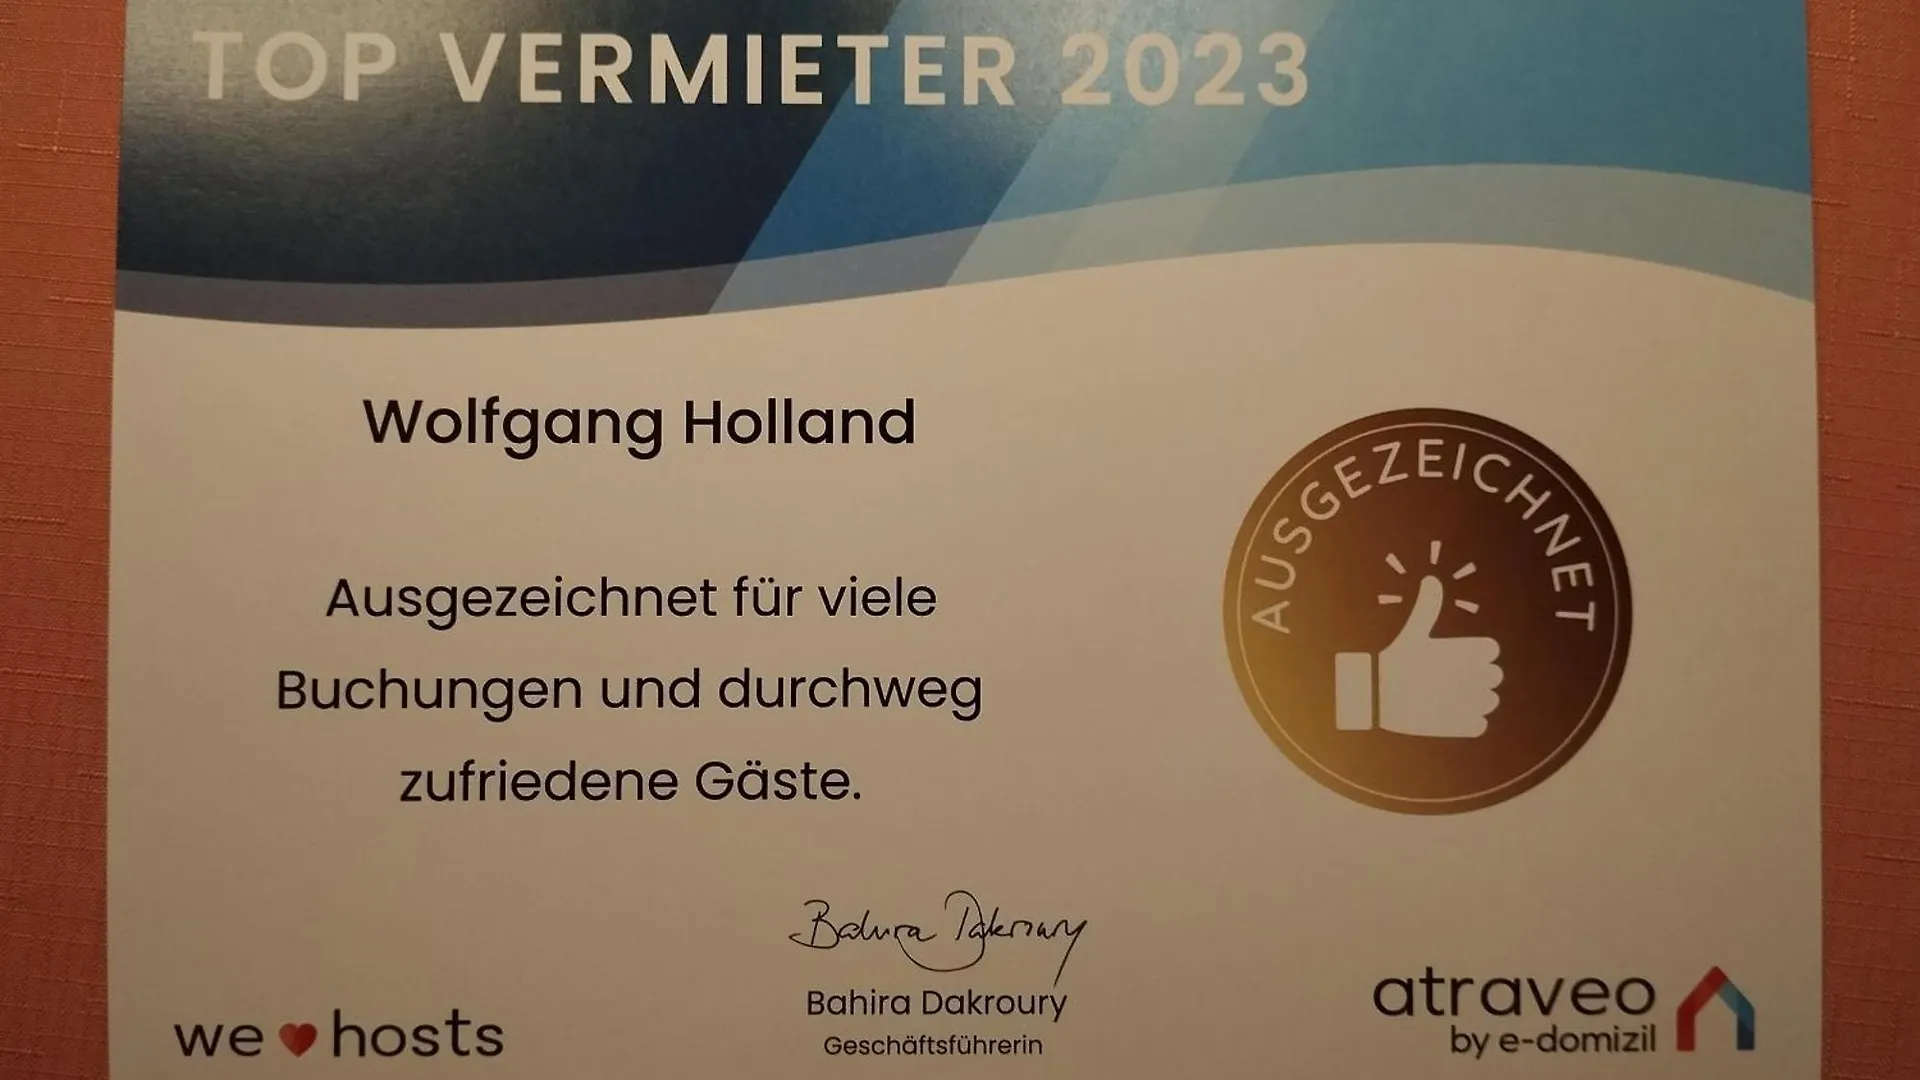 TOP VERMIETER 2023
Wolfgang Holland
AUSGEZEICHNET
Ausgezeichnet für viele
Buchungen und durchweg
zufriedene Gäste.
Bahira Dakroury
Bahira Dakroury
Geschäftsführerin
we hosts
atraveo
by e-domizil